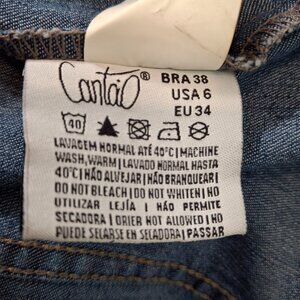 Cantão®
BRA 38
USA 6
EU 34
40
LAVAGEM NORMAL ATÉ 40°C | MACHINE
WASH, WARM | LAVADO NORMAL HASTA
40°C | NÃO ALVEJAR | NÃO BRANQUEAR |
DO NOT BLEACH | DO NOT WHITEN | NO
UTILIZAR LEJÍA | NÃO PERMITE
SECADORA | DRIER NOT ALLOWED | NO
PUEDE SECARSE EN SECADORA | PASSAR